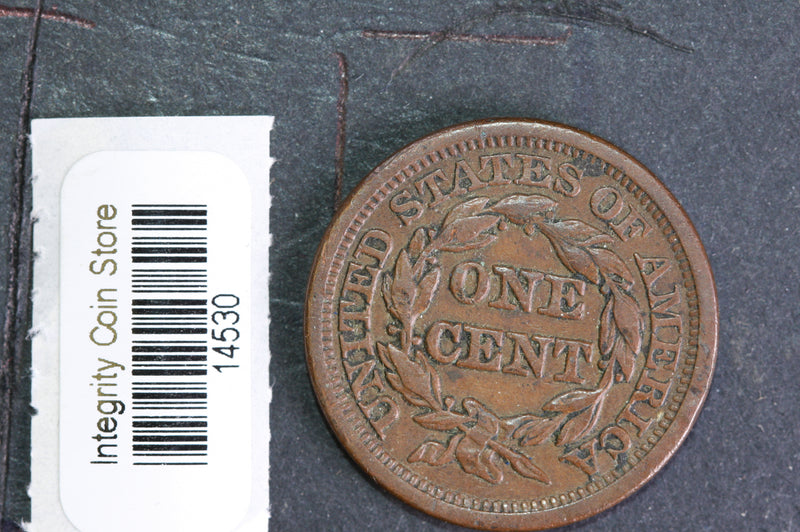 Integrity Coin Store
14530
UNITED STATES OF AMERICA
ONE
CENT